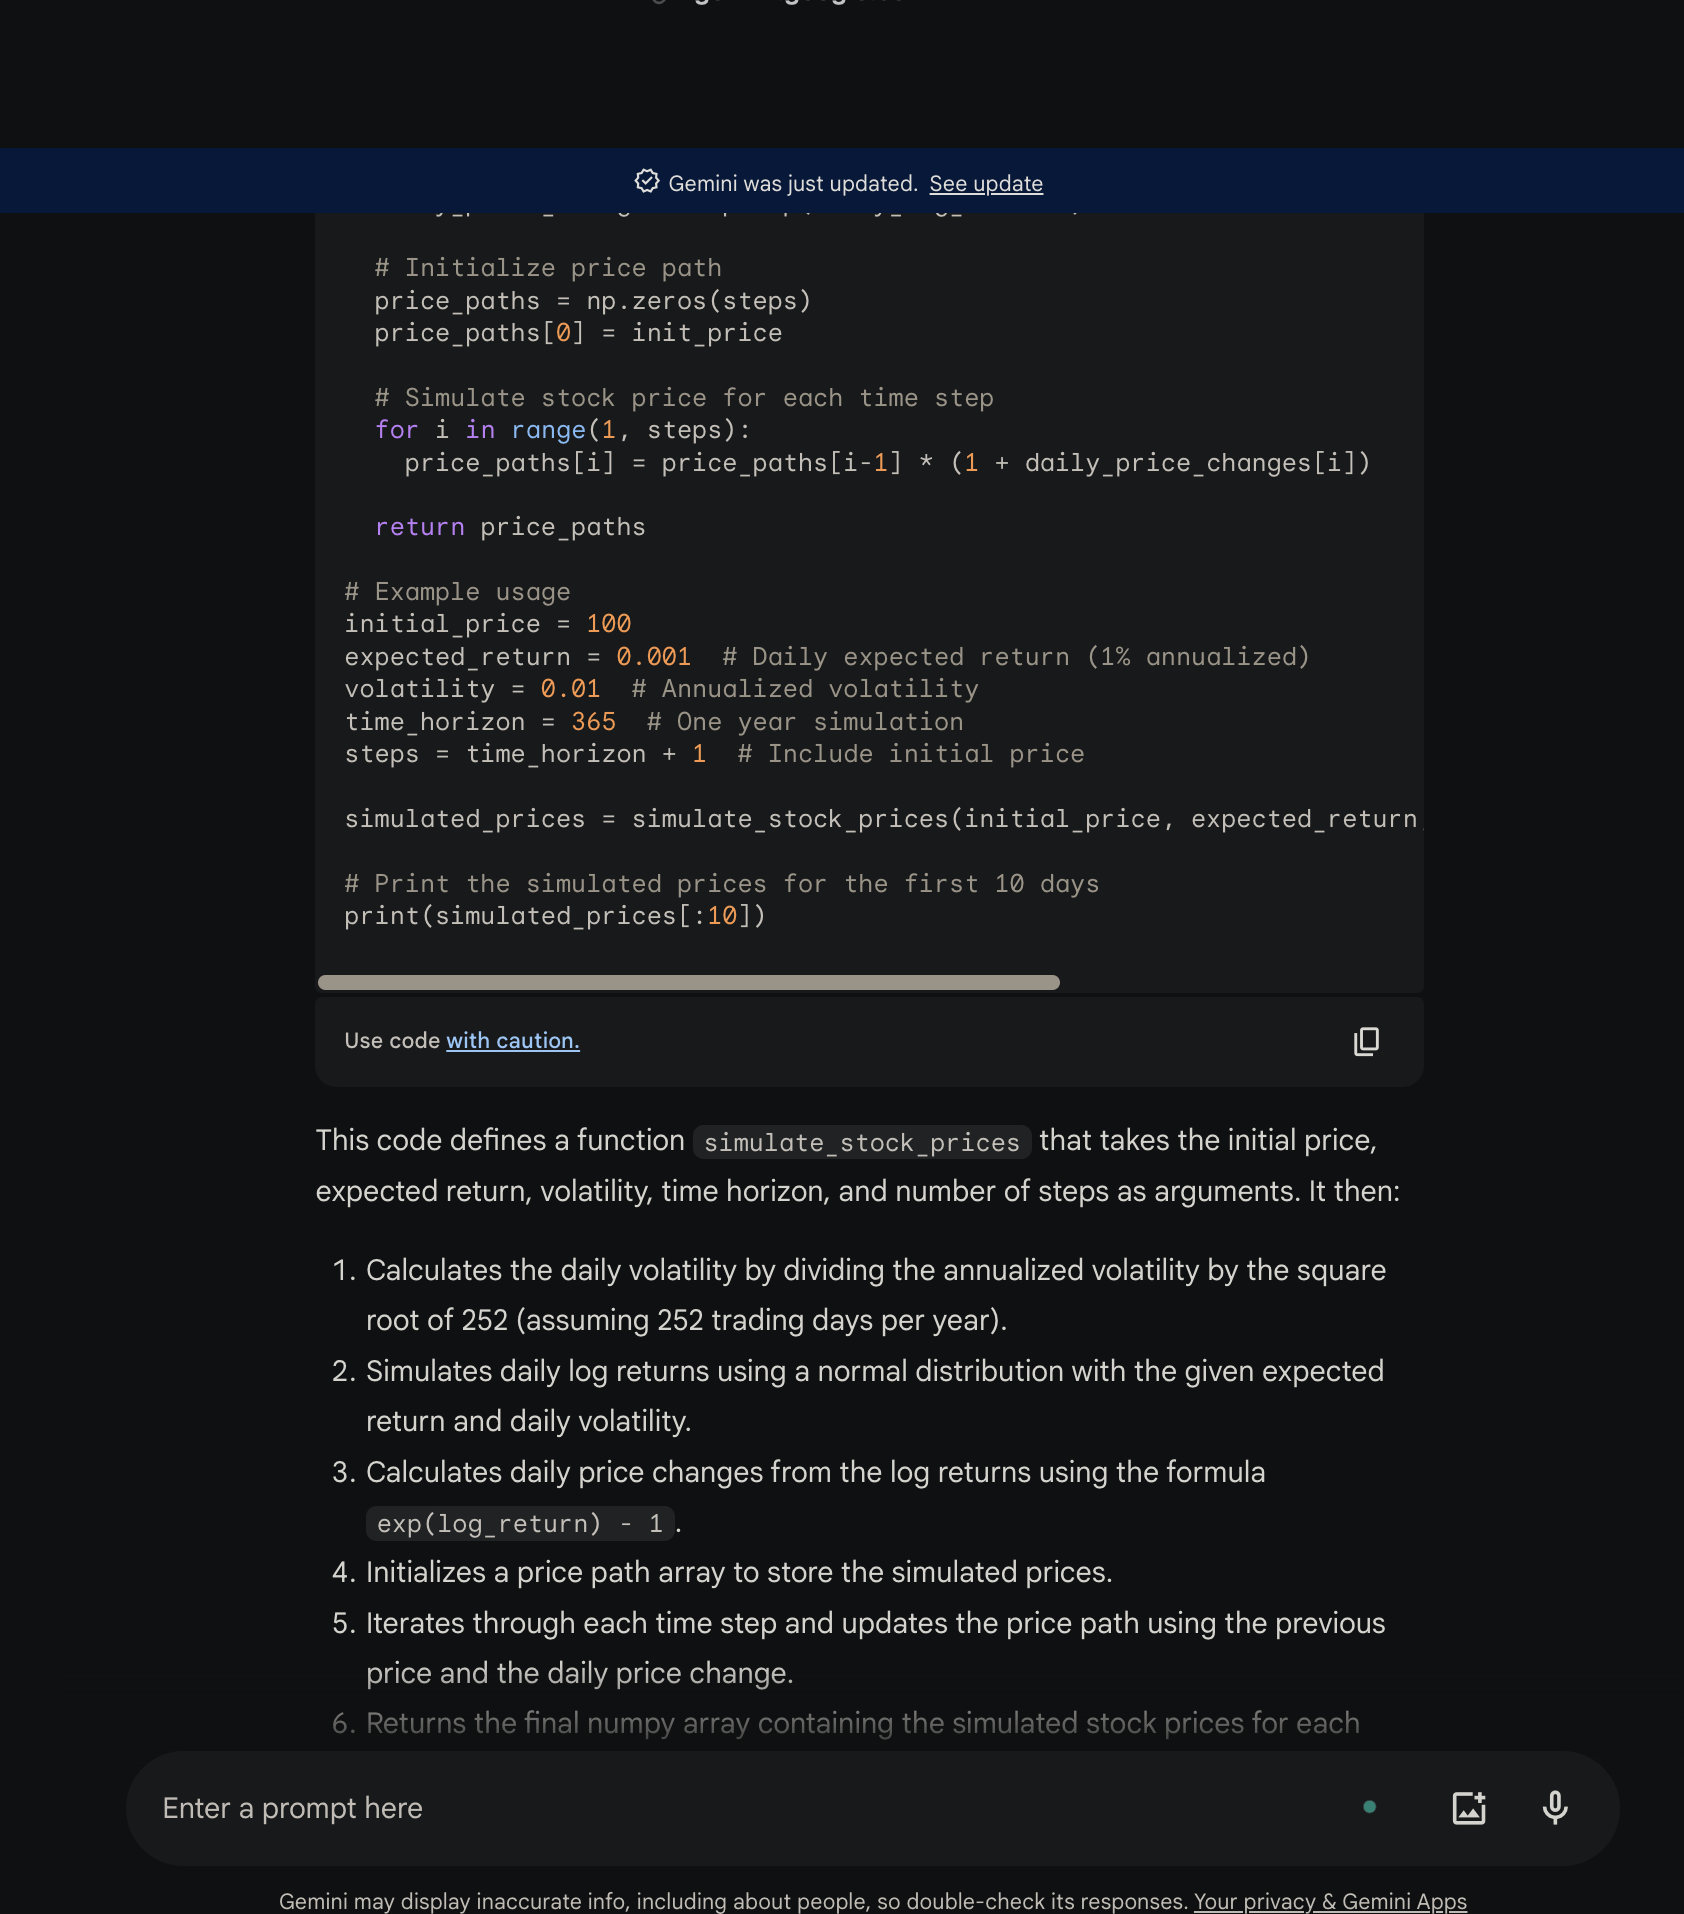 Gemini was just updated. See update
# Initialize price path
price_paths = np.zeros(steps)
price_paths[0] = init_price
# Simulate stock price for each time step
for i in range(1, steps):
price_paths[i] = price_paths[i-1] * (1 + daily_price_changes[i])
return price_paths
# Example usage
initial_price = 100
expected_return = 0.001  # Daily expected return (1% annualized)
volatility = 0.01  # Annualized volatility
time_horizon = 365  # One year simulation
steps = time_horizon + 1  # Include initial price
simulated_prices = simulate_stock_prices(initial_price, expected_return,
# Print the simulated prices for the first 10 days
print(simulated_prices[:10])
Use code with caution.
This code defines a function simulate_stock_prices that takes the initial price,
expected return, volatility, time horizon, and number of steps as arguments. It then:
1. Calculates the daily volatility by dividing the annualized volatility by the square
root of 252 (assuming 252 trading days per year).
2. Simulates daily log returns using a normal distribution with the given expected
return and daily volatility.
3. Calculates daily price changes from the log returns using the formula
exp(log_return) - 1.
4. Initializes a price path array to store the simulated prices.
5. Iterates through each time step and updates the price path using the previous
price and the daily price change.
6. Returns the final numpy array containing the simulated stock prices for each
Enter a prompt here
Gemini may display inaccurate info, including about people, so double-check its responses. Your privacy & Gemini Apps